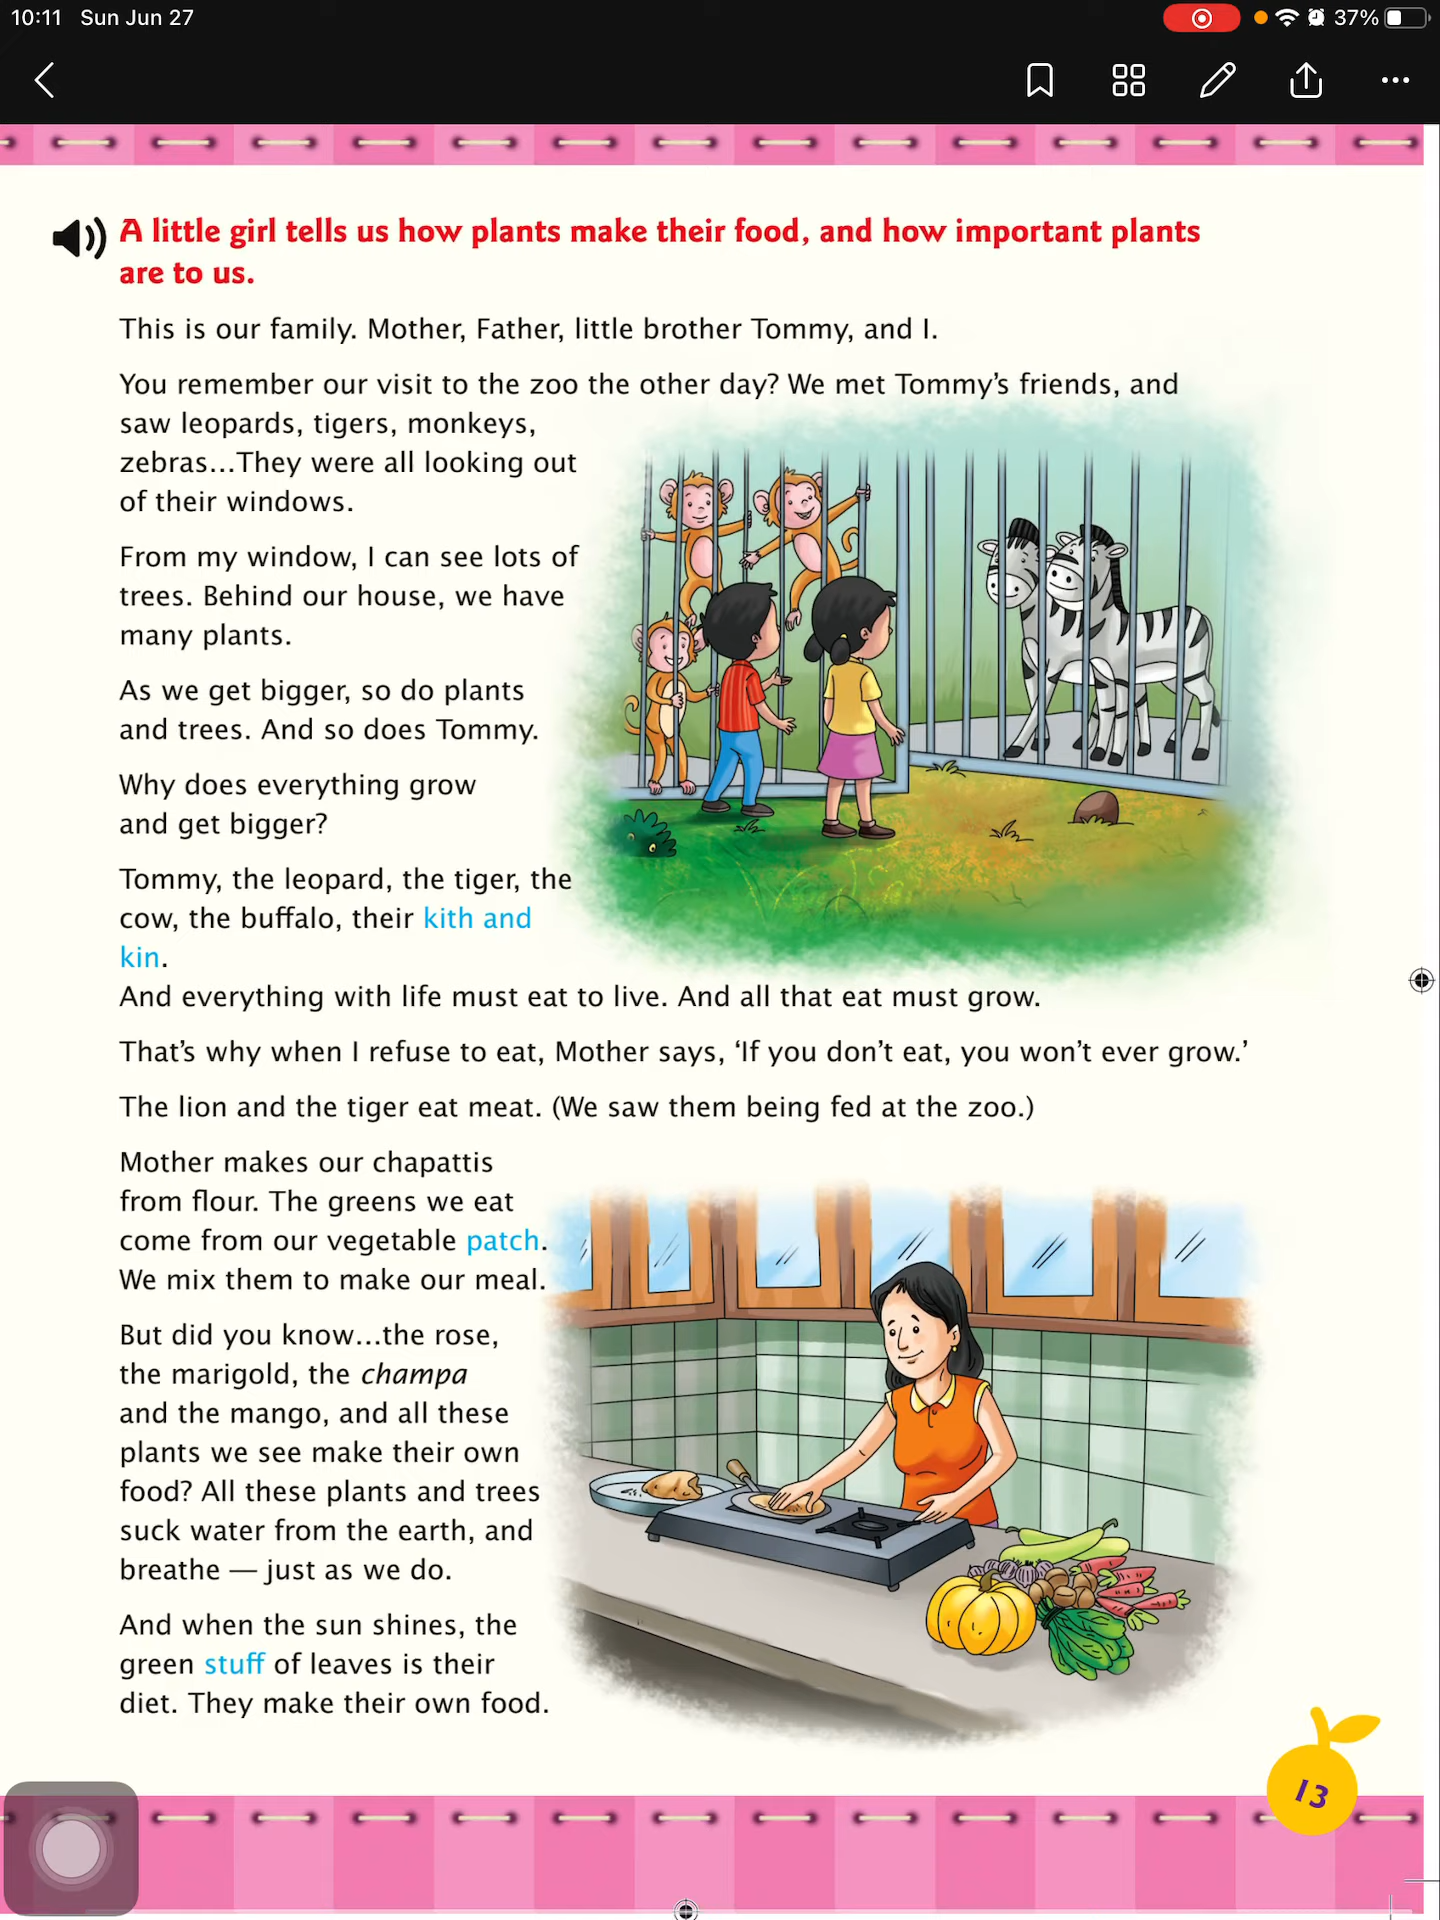 10:11 Sun Jun 27
37%
A little girl tells us how plants make their food, and how important plants
are to us.
This is our family. Mother, Father, little brother Tommy, and I.
You remember our visit to the zoo the other day? We met Tommy’s friends, and
saw leopards, tigers, monkeys,
zebras...They were all looking out
of their windows.
From my window, I can see lots of
trees. Behind our house, we have
many plants.
As we get bigger, so do plants
and trees. And so does Tommy.
Why does everything grow
and get bigger?
Tommy, the leopard, the tiger, the
cow, the buffalo, their kith and
kin.
And everything with life must eat to live. And all that eat must grow.
That’s why when I refuse to eat, Mother says, ‘If you don’t eat, you won’t ever grow.’
The lion and the tiger eat meat. (We saw them being fed at the zoo.)
Mother makes our chapattis
from flour. The greens we eat
come from our vegetable patch.
We mix them to make our meal.
But did you know...the rose,
the marigold, the champa
and the mango, and all these
plants we see make their own
food? All these plants and trees
suck water from the earth, and
breathe — just as we do.
And when the sun shines, the
green stuff of leaves is their
diet. They make their own food.
13